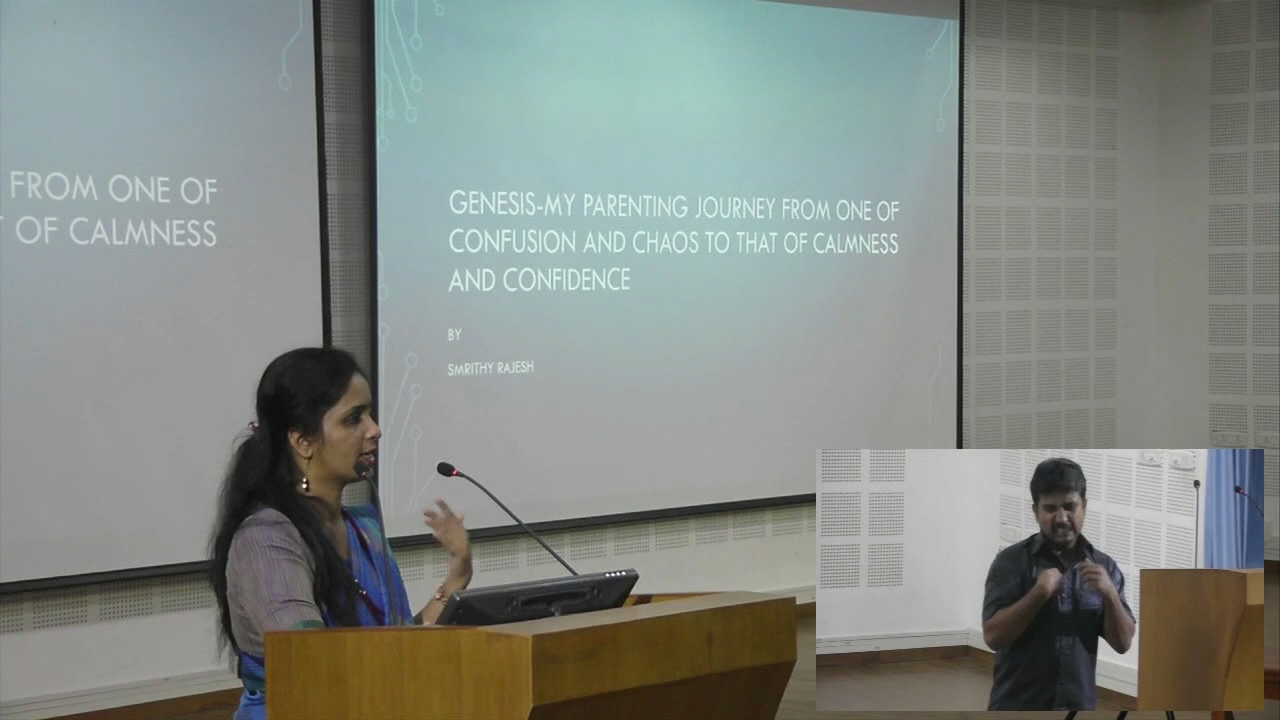 FROM ONE OF
OF CALMNESS
GENESIS-MY PARENTING JOURNEY FROM ONE OF
CONFUSION AND CHAOS TO THAT OF CALMNESS
AND CONFIDENCE
BY
SMRITHY RAJESH